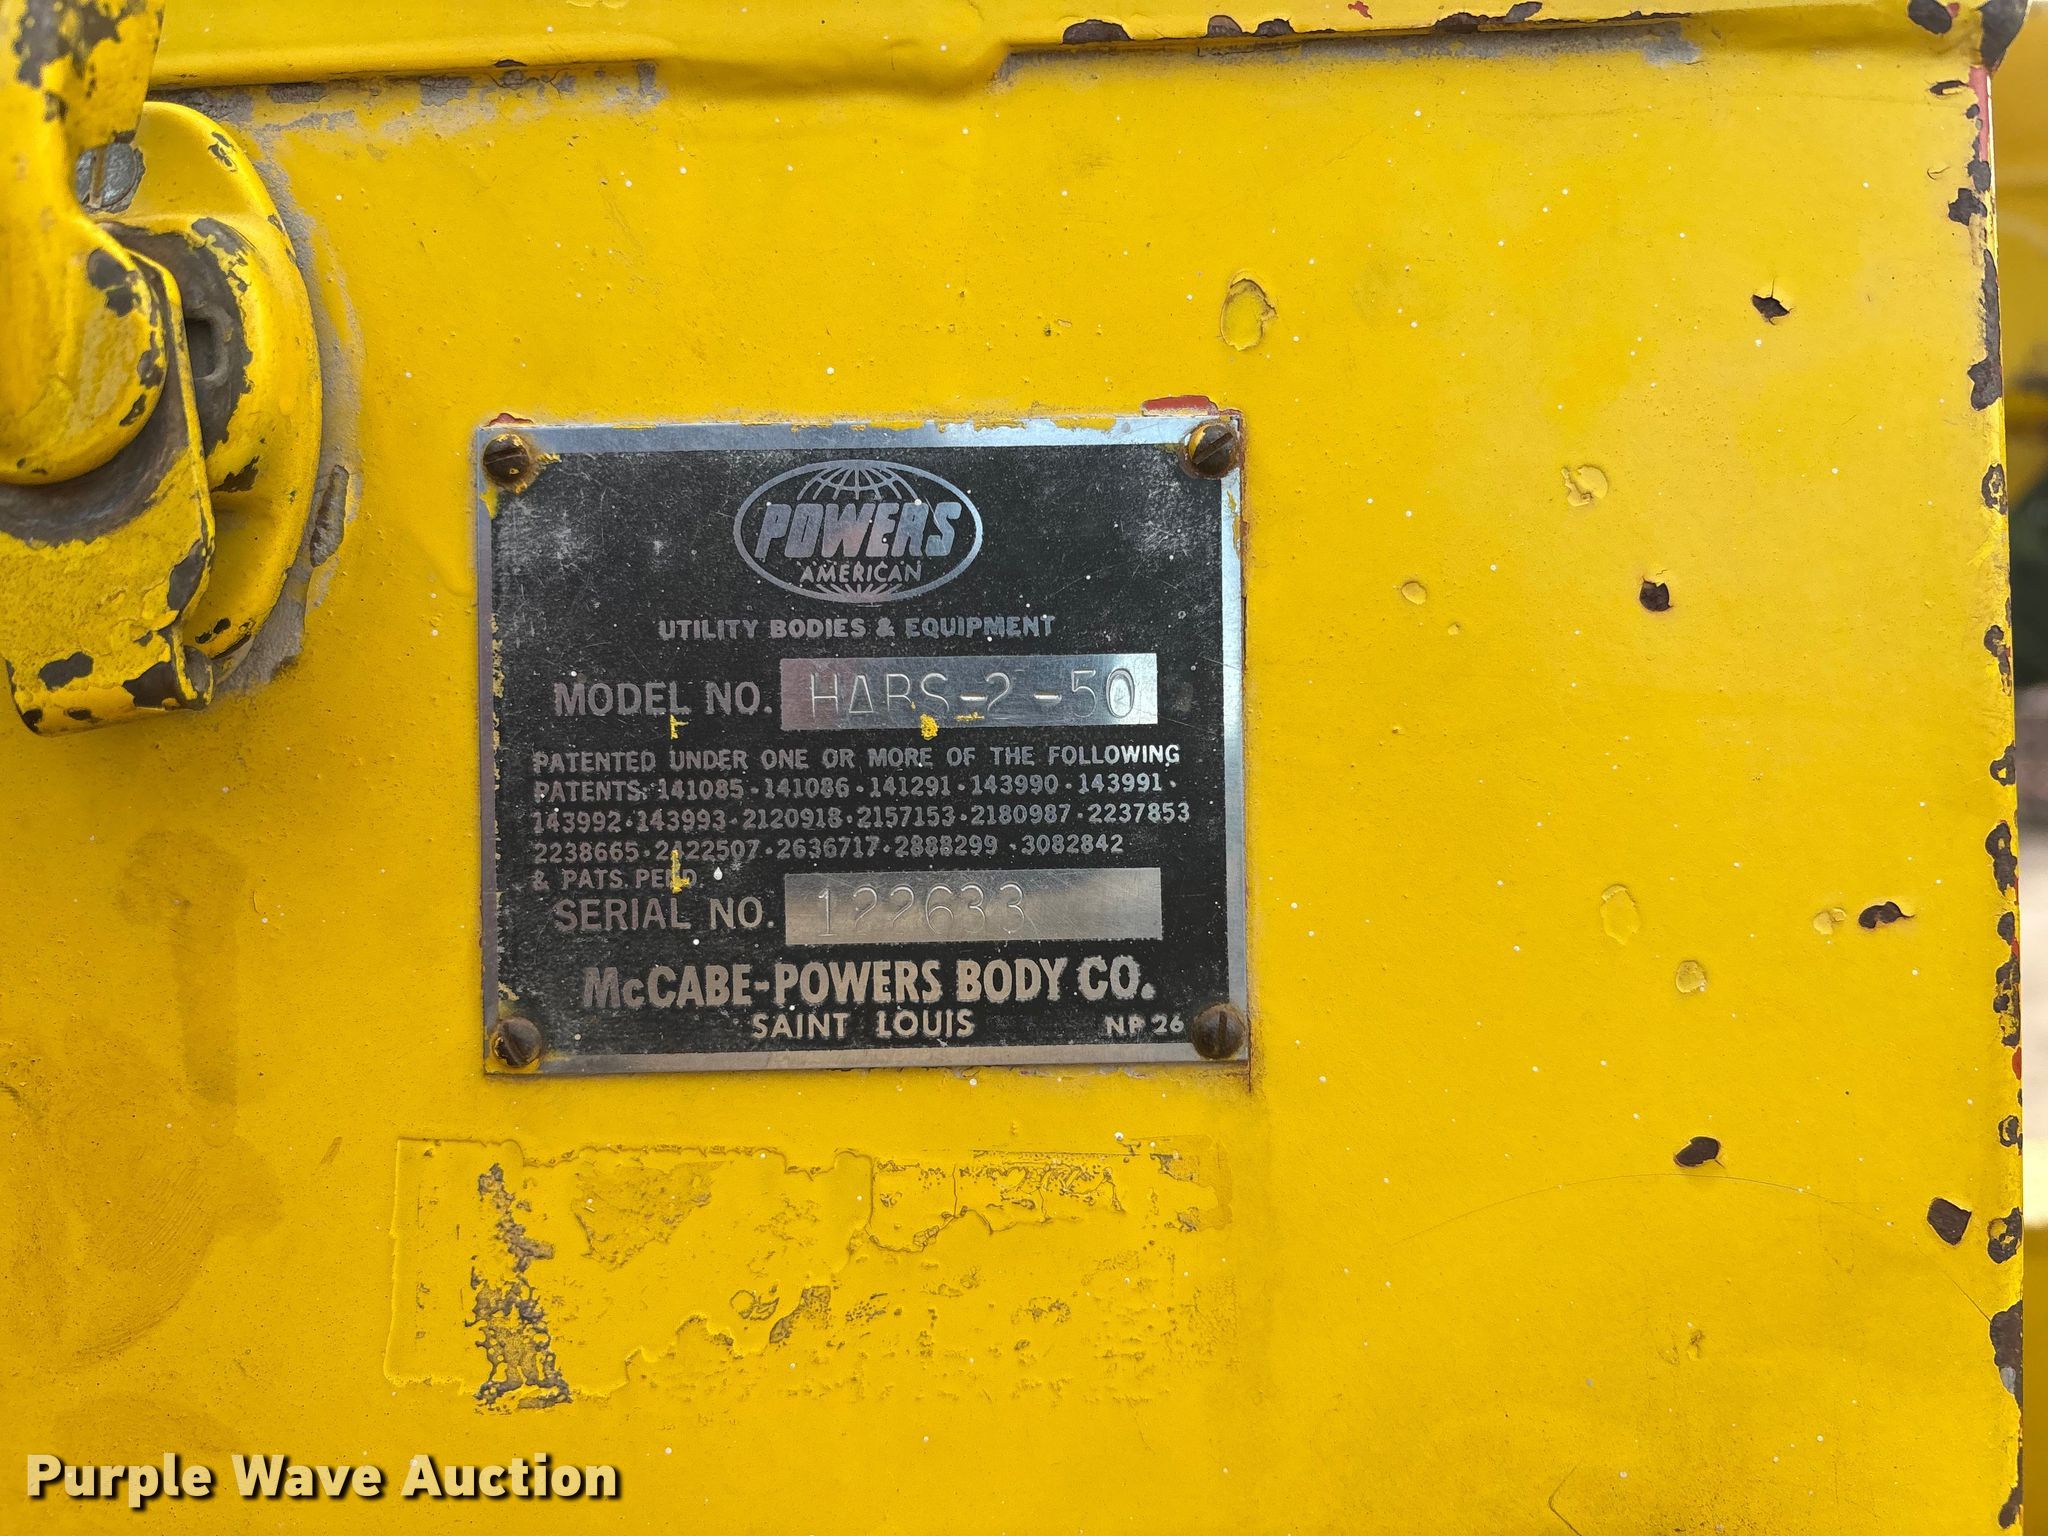 POWERS
AMERICAN
UTILITY BODIES & EQUIPMENT
MODEL NO. HABS-2-50
PATENTED UNDER ONE OR MORE OF THE FOLLOWING
PATENTS: 141085 · 141086 · 141291 · 143990 · 143991 ·
143992 · 143993 · 2120918 · 2157153 · 2180987 · 2237853
2238665 · 2422507 · 2636717 · 2888299 · 3082842
& PATS. PEND.
SERIAL NO. 122633
McCABE-POWERS BODY CO.
SAINT LOUIS NP 26
Purple Wave Auction